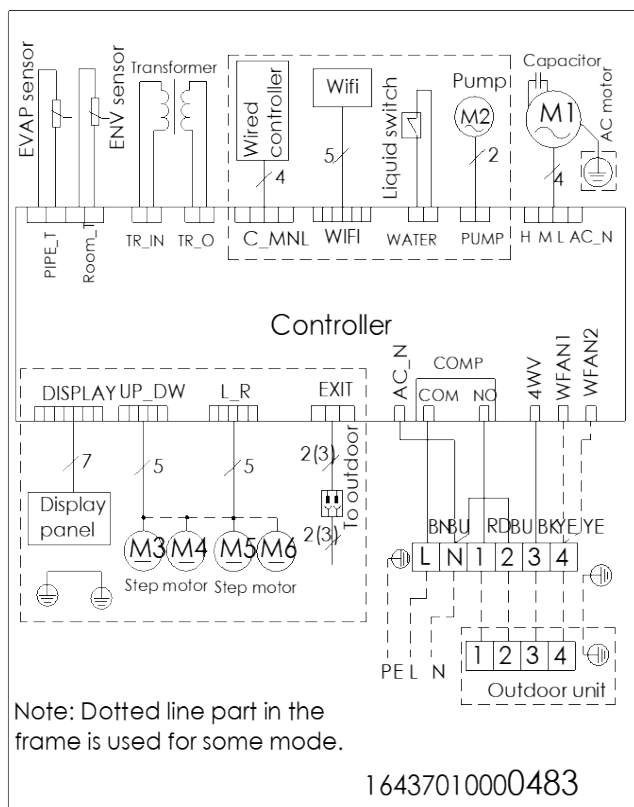 EVAP sensor
ENV sensor
Transformer
Wired
controller
Wifi
Liquid switch
Pump
M2
Capacitor
M1
AC motor
4
5
2
4
PIPE_T
Room_T
TR_IN
TR_O
C_MNL
WIFI
WATER
PUMP
H M L AC_N
Controller
DISPLAY
UP_DW
L_R
EXIT
AC_N
COMP
COM
NO
4WV
WFAN1
WFAN2
7
5
5
2(3)
To outdoor
2(3)
Display
panel
M3
M4
M5
M6
Step motor
Step motor
BN
BU
RD
BU
BK
YE/YE
L
N
1
2
3
4
PE
L
N
1
2
3
4
Outdoor unit
Note: Dotted line part in the
frame is used for some mode.
16437010000483